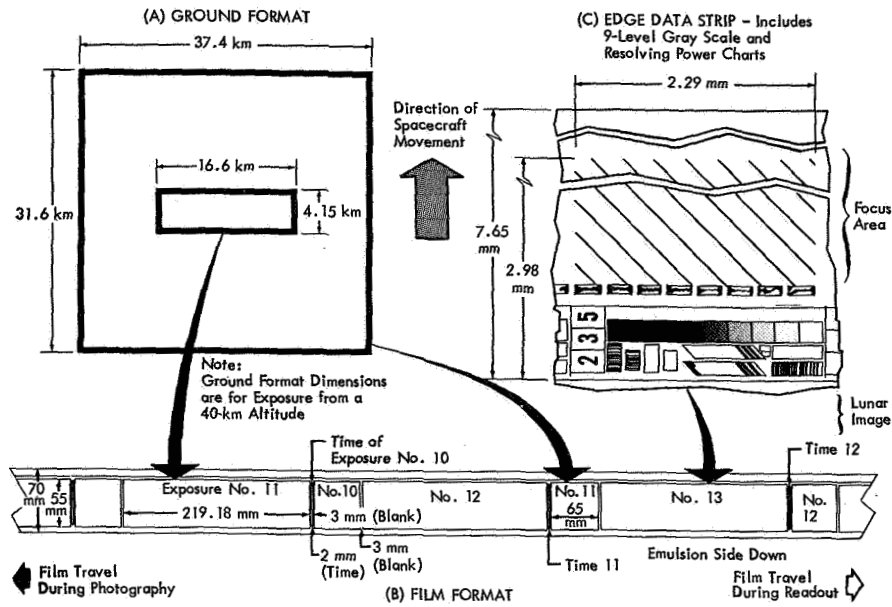 (A) GROUND FORMAT
37.4 km
16.6 km
4.15 km
31.6 km
Note:
Ground Format Dimensions
are for Exposure from a
40-km Altitude
Direction of
Spacecraft
Movement
(C) EDGE DATA STRIP - Includes
9-Level Gray Scale and
Resolving Power Charts
2.29 mm
7.65
mm
2.98
mm
Focus
Area
5
3
2
Lunar
Image
Time of
Exposure No. 10
Time 12
70
mm
55
mm
Exposure No. 11
219.18 mm
No.10
3 mm (Blank)
No. 12
No.11
65
mm
No. 13
No.
12
2 mm
(Time)
3 mm
(Blank)
Time 11
Emulsion Side Down
Film Travel
During Photography
(B) FILM FORMAT
Film Travel
During Readout